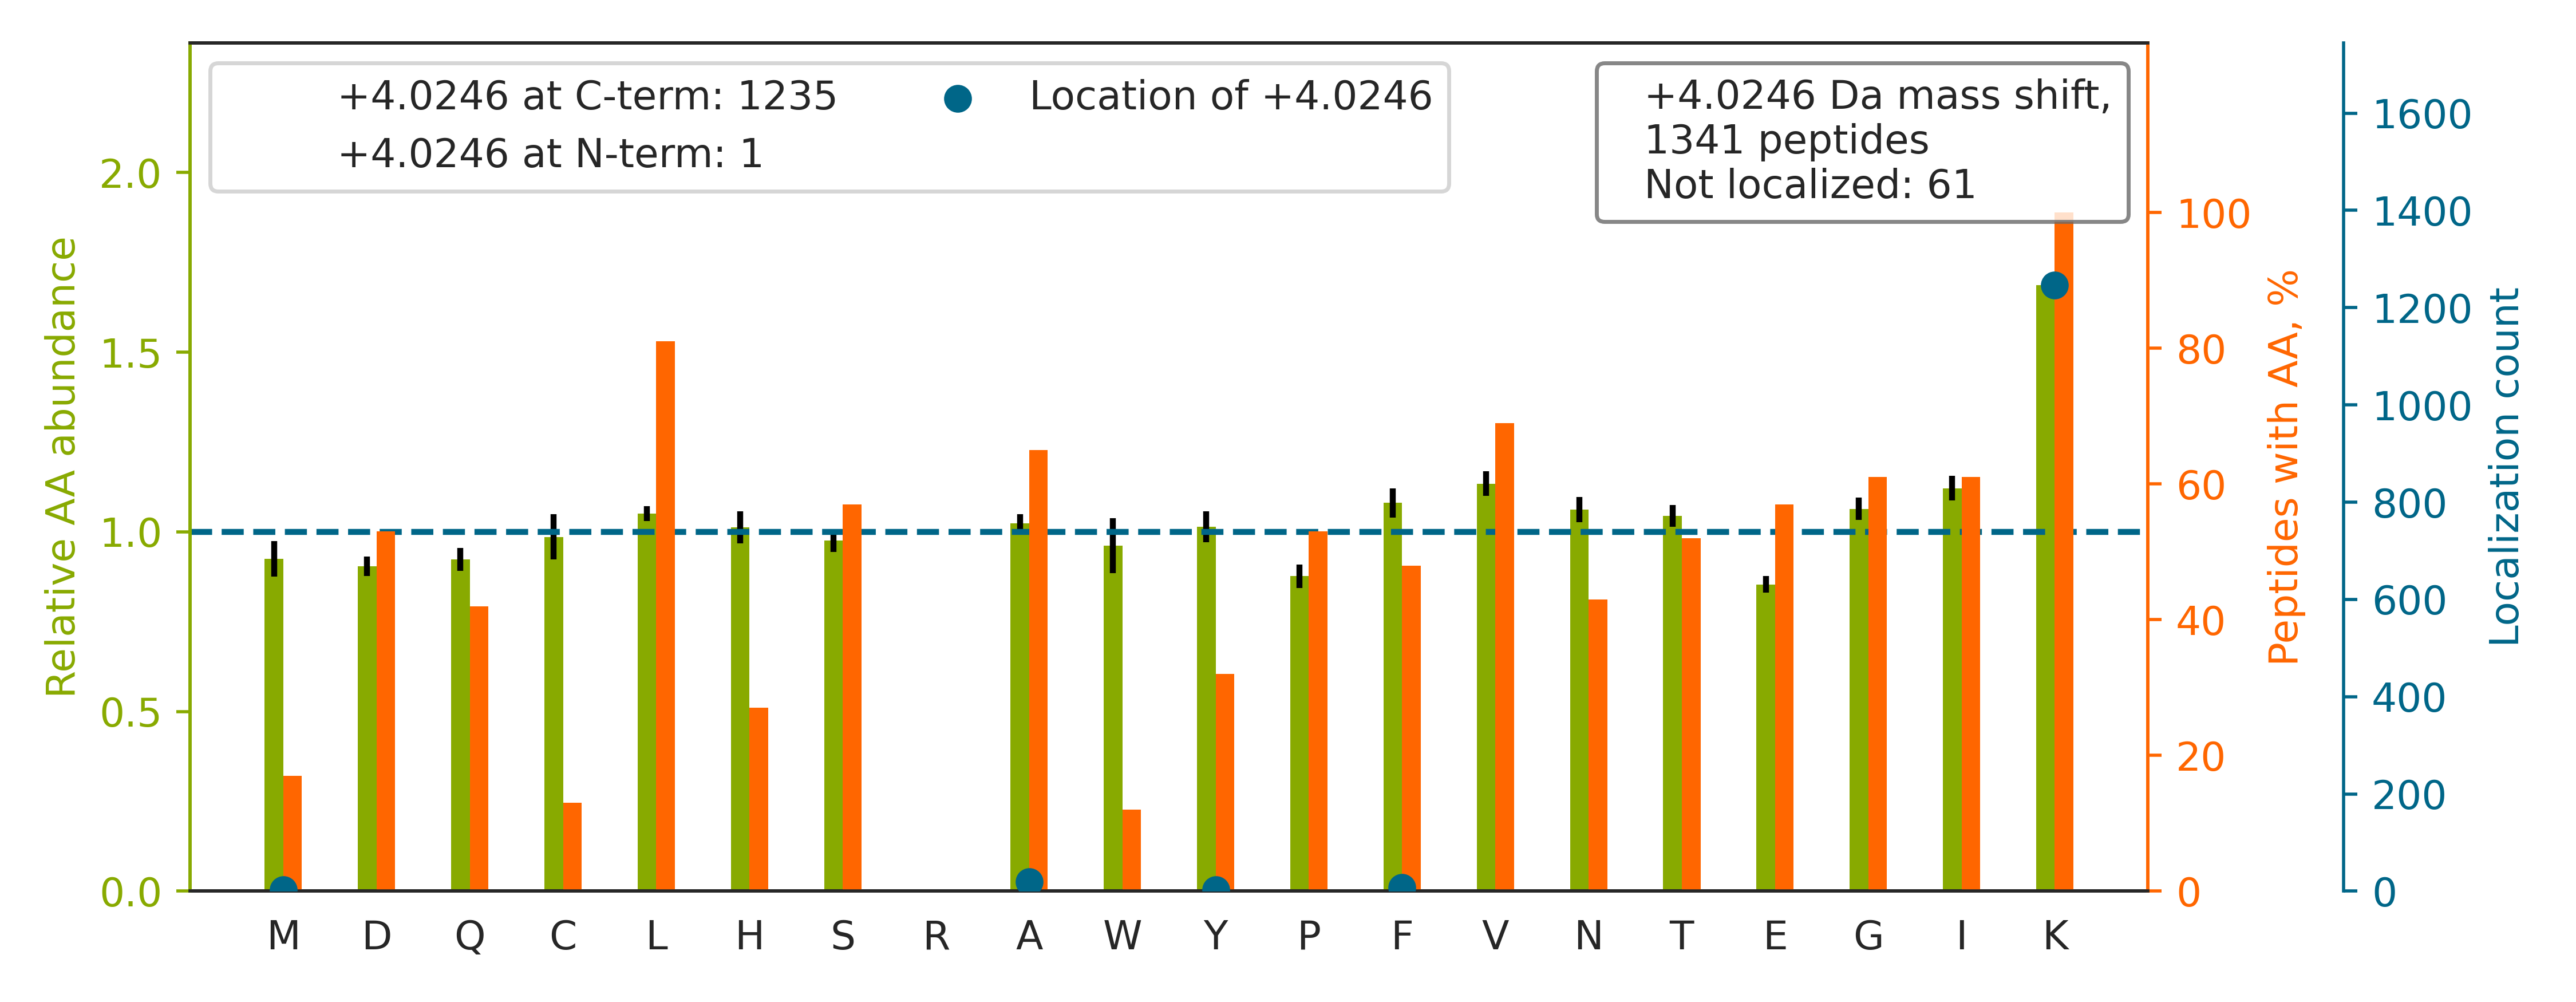 +4.0246 at C-term: 1235
+4.0246 at N-term: 1
Location of +4.0246
+4.0246 Da mass shift,
1341 peptides
Not localized: 61
Relative AA abundance
2.0
1.5
1.0
0.5
0.0
M D Q C L H S R A W Y P F V N T E G I K
100
80
60
40
20
0
Peptides with AA, %
1600
1400
1200
1000
800
600
400
200
0
Localization count